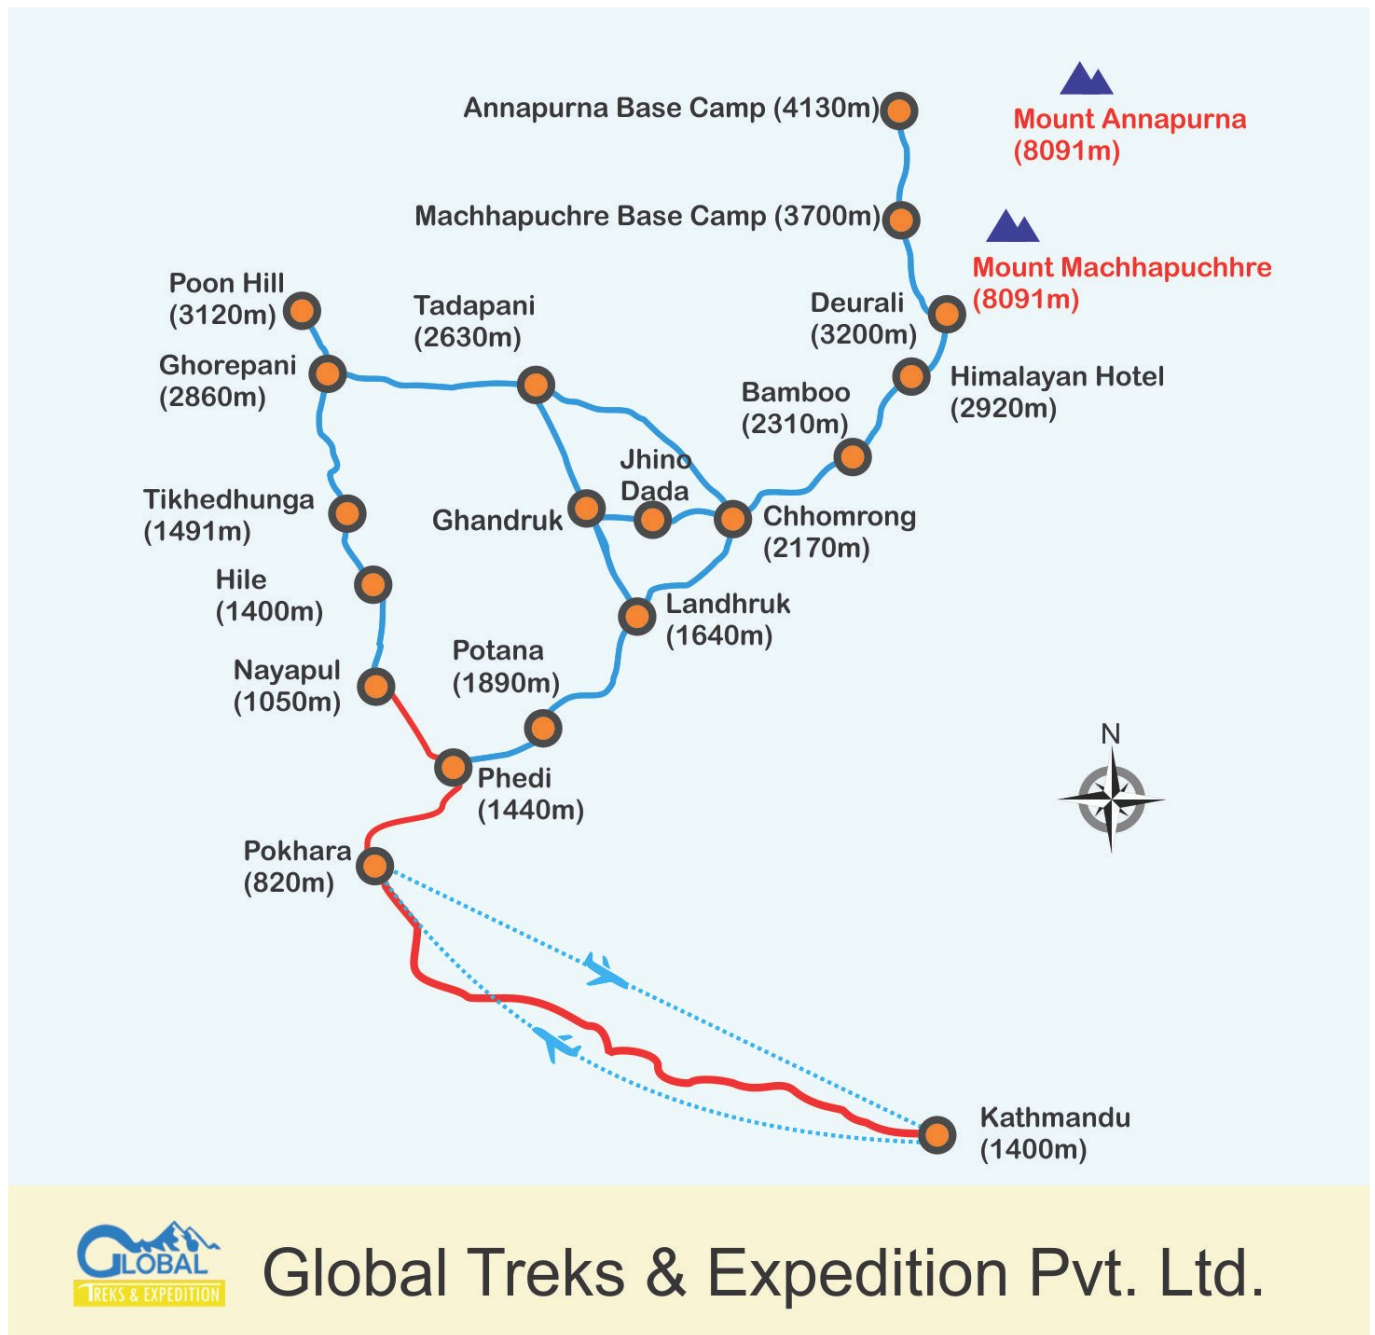 Annapurna Base Camp (4130m)
Mount Annapurna
(8091m)
Machhapuchre Base Camp (3700m)
Mount Machhapuchhre
(8091m)
Poon Hill
(3120m)
Tadapani
(2630m)
Deurali
(3200m)
Ghorepani
(2860m)
Himalayan Hotel
(2920m)
Bamboo
(2310m)
Jhino
Dada
Tikhedhunga
(1491m)
Ghandruk
Chhomrong
(2170m)
Hile
(1400m)
Landhruk
(1640m)
Nayapul
(1050m)
Potana
(1890m)
N
Phedi
(1440m)
Pokhara
(820m)
Kathmandu
(1400m)
GLOBAL
TREKS & EXPEDITION
Global Treks & Expedition Pvt. Ltd.